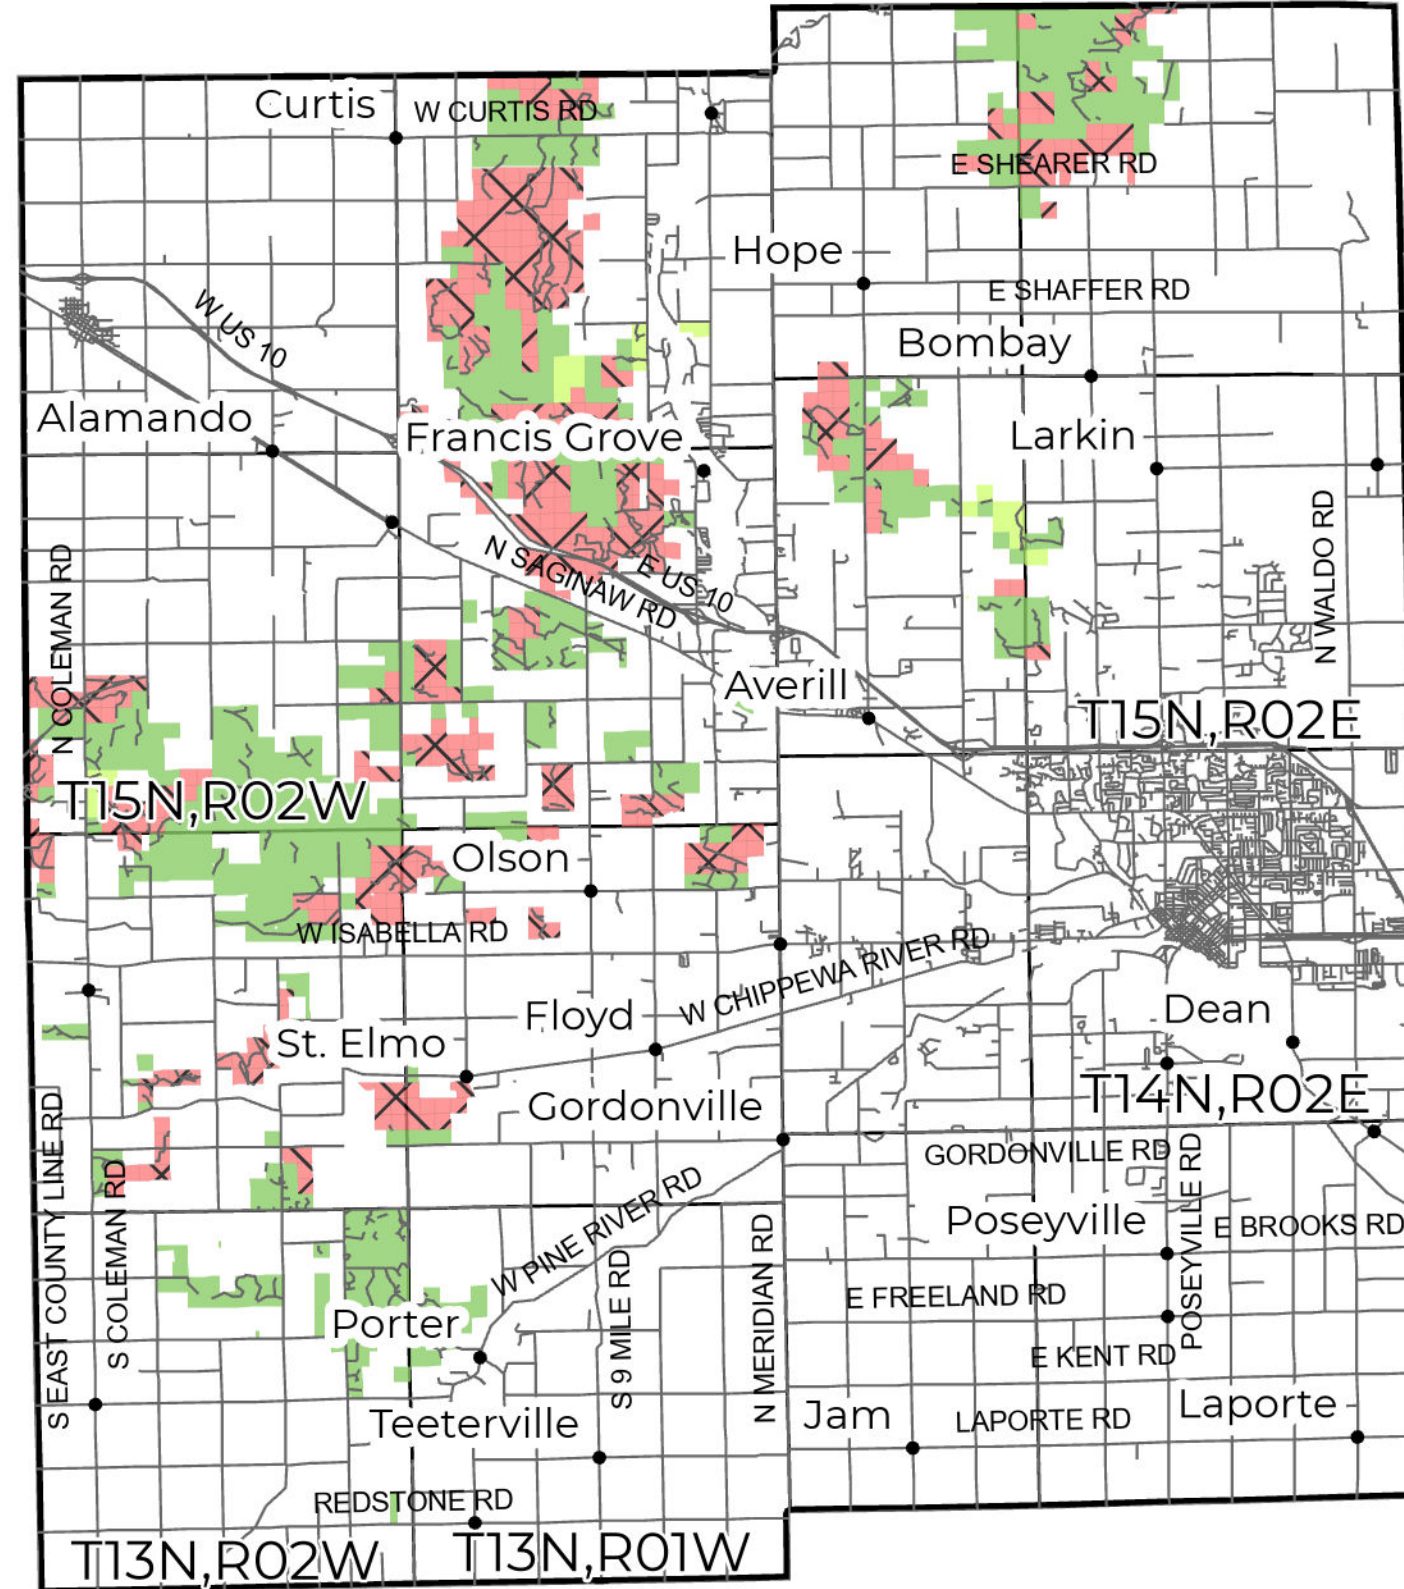 Curtis
W CURTIS RD
E SHEARER RD
Hope
E SHAFFER RD
W US 10
Bombay
Alamando
Francis Grove
Larkin
N COLEMAN RD
N SAGINAW RD
E US 10
N WALDO RD
Averill
T15N,R02E
T15N,R02W
Olson
W ISABELLA RD
W CHIPPEWA RIVER RD
Floyd
Dean
St. Elmo
Gordonville
T14N,R02E
S EAST COUNTY LINE RD
S COLEMAN RD
GORDONVILLE RD
POSEYVILLE RD
W PINE RIVER RD
Poseyville
E BROOKS RD
S 9 MILE RD
N MERIDIAN RD
E FREELAND RD
Porter
E KENT RD
Teeterville
Jam
LAPORTE RD
Laporte
REDSTONE RD
T13N,R02W
T13N,R01W